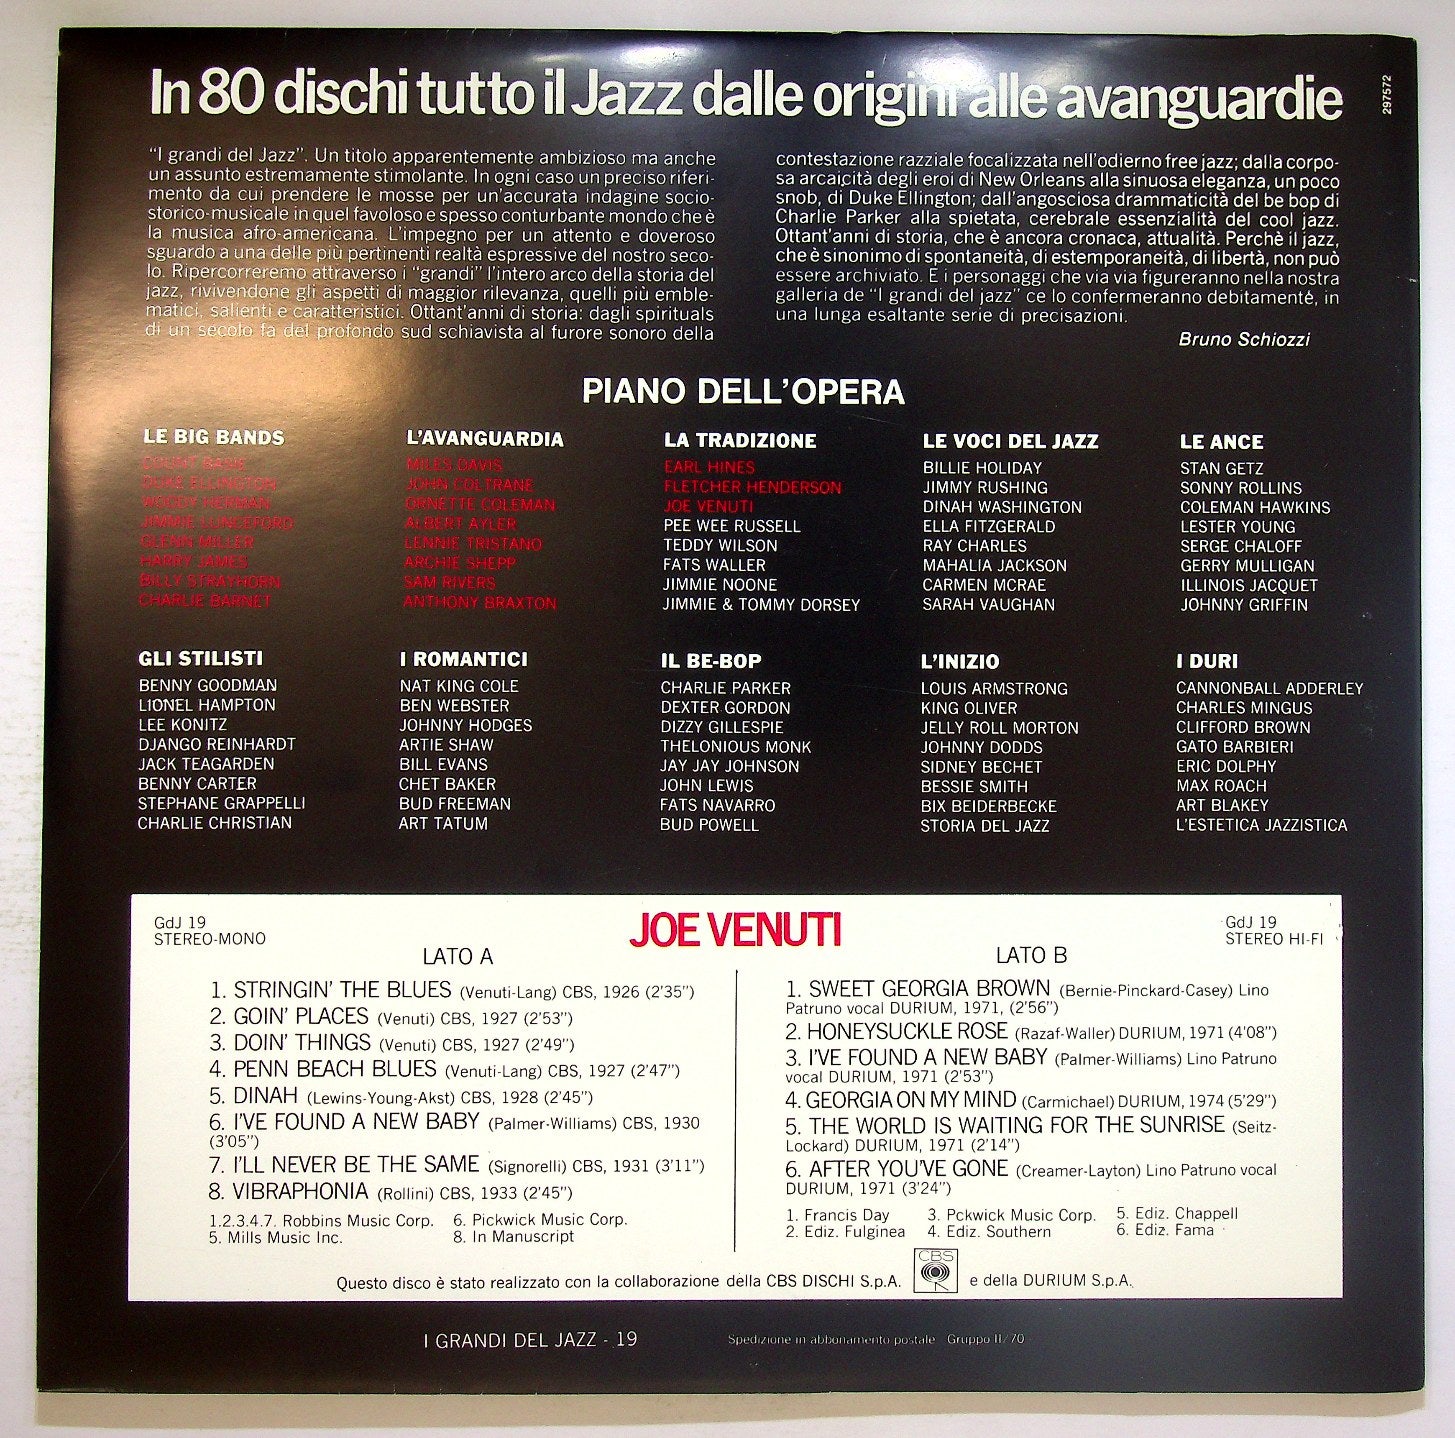 In 80 dischi tutto il Jazz dalle origini alle avanguardie
297572
“I grandi del Jazz”. Un titolo apparentemente ambizioso ma anche
un assunto estremamente stimolante. In ogni caso un preciso riferi-
mento da cui prendere le mosse per un'accurata indagine socio-
storico-musicale in quel favoloso e spesso conturbante mondo che è
la musica afro-americana. L'impegno per un attento e doveroso
sguardo a una delle più pertinenti realtà espressive del nostro seco-
lo. Ripercorreremo attraverso i “grandi” l'intero arco della storia del
jazz, rivivendone gli aspetti di maggior rilevanza, quelli più emble-
matici, salienti e caratteristici. Ottant'anni di storia: dagli spirituals
di un secolo fa del profondo sud schiavista al furore sonoro della
contestazione razziale focalizzata nell'odierno free jazz; dalla corpo-
sa arcaicità degli eroi di New Orleans alla sinuosa eleganza, un poco
snob, di Duke Ellington; dall'angosciosa drammaticità del be bop di
Charlie Parker alla spietata, cerebrale essenzialità del cool jazz.
Ottant'anni di storia, che è ancora cronaca, attualità. Perchè il jazz,
che è sinonimo di spontaneità, di estemporaneità, di libertà, non può
essere archiviato. E i personaggi che via via figureranno nella nostra
galleria de “I grandi del jazz” ce lo confermeranno debitamente, in
una lunga esaltante serie di precisazioni.
Bruno Schiozzi
PIANO DELL'OPERA
LE BIG BANDS
COUNT BASIE
DUKE ELLINGTON
WOODY HERMAN
JIMMIE LUNCEFORD
GLENN MILLER
HARRY JAMES
BILLY STRAYHORN
CHARLIE BARNET
L'AVANGUARDIA
MILES DAVIS
JOHN COLTRANE
ORNETTE COLEMAN
ALBERT AYLER
LENNIE TRISTANO
ARCHIE SHEPP
SAM RIVERS
ANTHONY BRAXTON
LA TRADIZIONE
EARL HINES
FLETCHER HENDERSON
JOE VENUTI
PEE WEE RUSSELL
TEDDY WILSON
FATS WALLER
JIMMIE NOONE
JIMMIE & TOMMY DORSEY
LE VOCI DEL JAZZ
BILLIE HOLIDAY
JIMMY RUSHING
DINAH WASHINGTON
ELLA FITZGERALD
RAY CHARLES
MAHALIA JACKSON
CARMEN MCRAE
SARAH VAUGHAN
LE ANCE
STAN GETZ
SONNY ROLLINS
COLEMAN HAWKINS
LESTER YOUNG
SERGE CHALOFF
GERRY MULLIGAN
ILLINOIS JACQUET
JOHNNY GRIFFIN
GLI STILISTI
BENNY GOODMAN
LIONEL HAMPTON
LEE KONITZ
DJANGO REINHARDT
JACK TEAGARDEN
BENNY CARTER
STEPHANE GRAPPELLI
CHARLIE CHRISTIAN
I ROMANTICI
NAT KING COLE
BEN WEBSTER
JOHNNY HODGES
ARTIE SHAW
BILL EVANS
CHET BAKER
BUD FREEMAN
ART TATUM
IL BE-BOP
CHARLIE PARKER
DEXTER GORDON
DIZZY GILLESPIE
THELONIOUS MONK
JAY JAY JOHNSON
JOHN LEWIS
FATS NAVARRO
BUD POWELL
L'INIZIO
LOUIS ARMSTRONG
KING OLIVER
JELLY ROLL MORTON
JOHNNY DODDS
SIDNEY BECHET
BESSIE SMITH
BIX BEIDERBECKE
STORIA DEL JAZZ
I DURI
CANNONBALL ADDERLEY
CHARLES MINGUS
CLIFFORD BROWN
GATO BARBIERI
ERIC DOLPHY
MAX ROACH
ART BLAKEY
L'ESTETICA JAZZISTICA
GdJ 19
STEREO-MONO
JOE VENUTI
GdJ 19
STEREO HI-FI
LATO A
1. STRINGIN' THE BLUES (Venuti-Lang) CBS, 1926 (2'35”)
2. GOIN' PLACES (Venuti) CBS, 1927 (2'53”)
3. DOIN' THINGS (Venuti) CBS, 1927 (2'49”)
4. PENN BEACH BLUES (Venuti-Lang) CBS, 1927 (2'47”)
5. DINAH (Lewins-Young-Akst) CBS, 1928 (2'45”)
6. I'VE FOUND A NEW BABY (Palmer-Williams) CBS, 1930
(3'05”)
7. I'LL NEVER BE THE SAME (Signorelli) CBS, 1931 (3'11”)
8. VIBRAPHONIA (Rollini) CBS, 1933 (2'45”)
1.2.3.4.7. Robbins Music Corp. 6. Pickwick Music Corp.
5. Mills Music Inc. 8. In Manuscript
LATO B
1. SWEET GEORGIA BROWN (Bernie-Pinckard-Casey) Lino
Patruno vocal DURIUM, 1971, (2'56”)
2. HONEYSUCKLE ROSE (Razaf-Waller) DURIUM, 1971 (4'08”)
3. I'VE FOUND A NEW BABY (Palmer-Williams) Lino Patruno
vocal DURIUM, 1971 (2'53”)
4. GEORGIA ON MY MIND (Carmichael) DURIUM, 1974 (5'29”)
5. THE WORLD IS WAITING FOR THE SUNRISE (Seitz-
Lockard) DURIUM, 1971 (2'14”)
6. AFTER YOU'VE GONE (Creamer-Layton) Lino Patruno vocal
DURIUM, 1971 (3'24”)
1. Francis Day 3. Pckwick Music Corp. 5. Ediz. Chappell
2. Ediz. Fulginea 4. Ediz. Southern 6. Ediz. Fama
Questo disco è stato realizzato con la collaborazione della CBS DISCHI S.p.A. CBS e della DURIUM S.p.A.
I GRANDI DEL JAZZ - 19 Spedizione in abbonamento postale Gruppo II/70